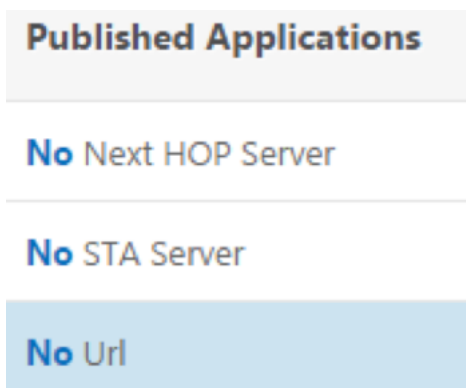 Published Applications
No Next HOP Server
No STA Server
No Url